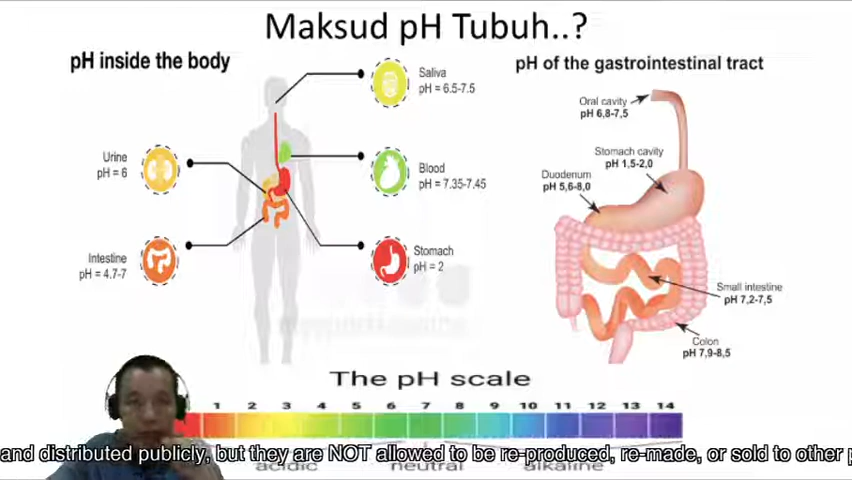 Maksud pH Tubuh..?
pH inside the body
Saliva
pH = 6.5-7.5
Urine
pH = 6
Blood
pH = 7.35-7.45
Intestine
pH = 4.7-7
Stomach
pH = 2
pH of the gastrointestinal tract
Oral cavity
pH 6,8-7,5
Stomach cavity
pH 1,5-2,0
Duodenum
pH 5,6-8,0
Small intestine
pH 7,2-7,5
Colon
pH 7,9-8,5
The pH scale
1 2 3 4 5 6 7 8 9 10 11 12 13 14
and distributed publicly, but they are NOT allowed to be re-produced, re-made, or sold to other p
acidic neutral alkaline